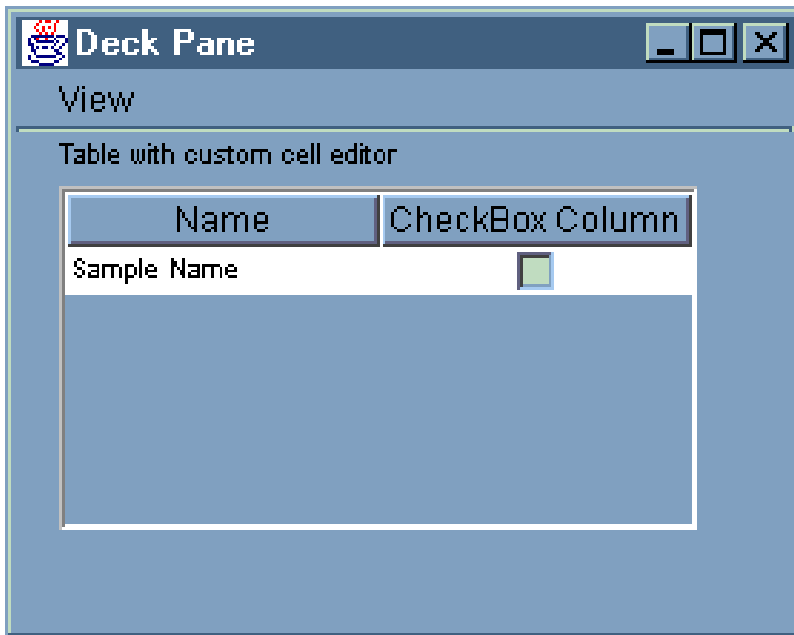 Deck Pane
View
Table with custom cell editor
Name CheckBox Column
Sample Name